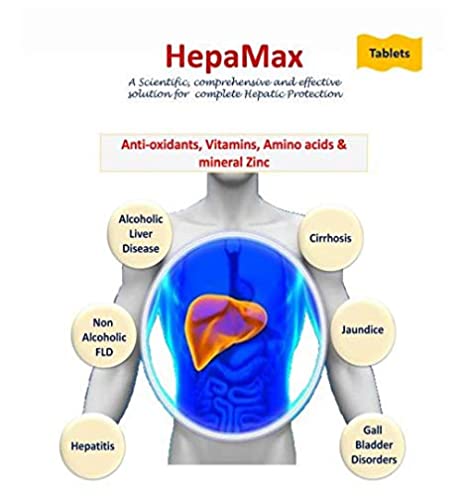 HepaMax
Tablets
A Scientific, comprehensive and effective
solution for complete Hepatic Protection
Anti-oxidants, Vitamins, Amino acids &
mineral Zinc
Alcoholic
Liver
Disease
Cirrhosis
Non
Alcoholic
FLD
Jaundice
Hepatitis
Gall
Bladder
Disorders